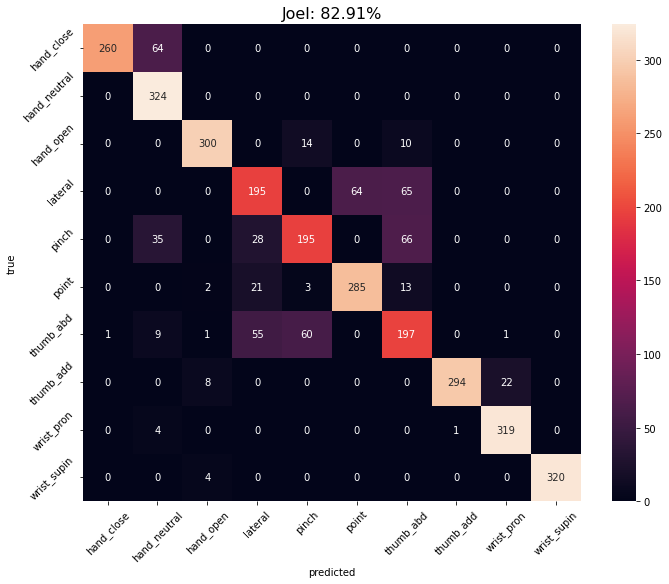 Joel: 82.91%
hand_close 260 64 0 0 0 0 0 0 0 0
hand_neutral 0 324 0 0 0 0 0 0 0 0
hand_open 0 0 300 0 14 0 10 0 0 0
lateral 0 0 0 195 0 64 65 0 0 0
pinch 0 35 0 28 195 0 66 0 0 0
point 0 0 2 21 3 285 13 0 0 0
thumb_abd 1 9 1 55 60 0 197 0 1 0
thumb_add 0 0 8 0 0 0 0 294 22 0
wrist_pron 0 4 0 0 0 0 0 1 319 0
wrist_supin 0 0 4 0 0 0 0 0 0 320
true
hand_close hand_neutral hand_open lateral pinch point thumb_abd thumb_add wrist_pron wrist_supin
predicted
300
250
200
150
100
50
0